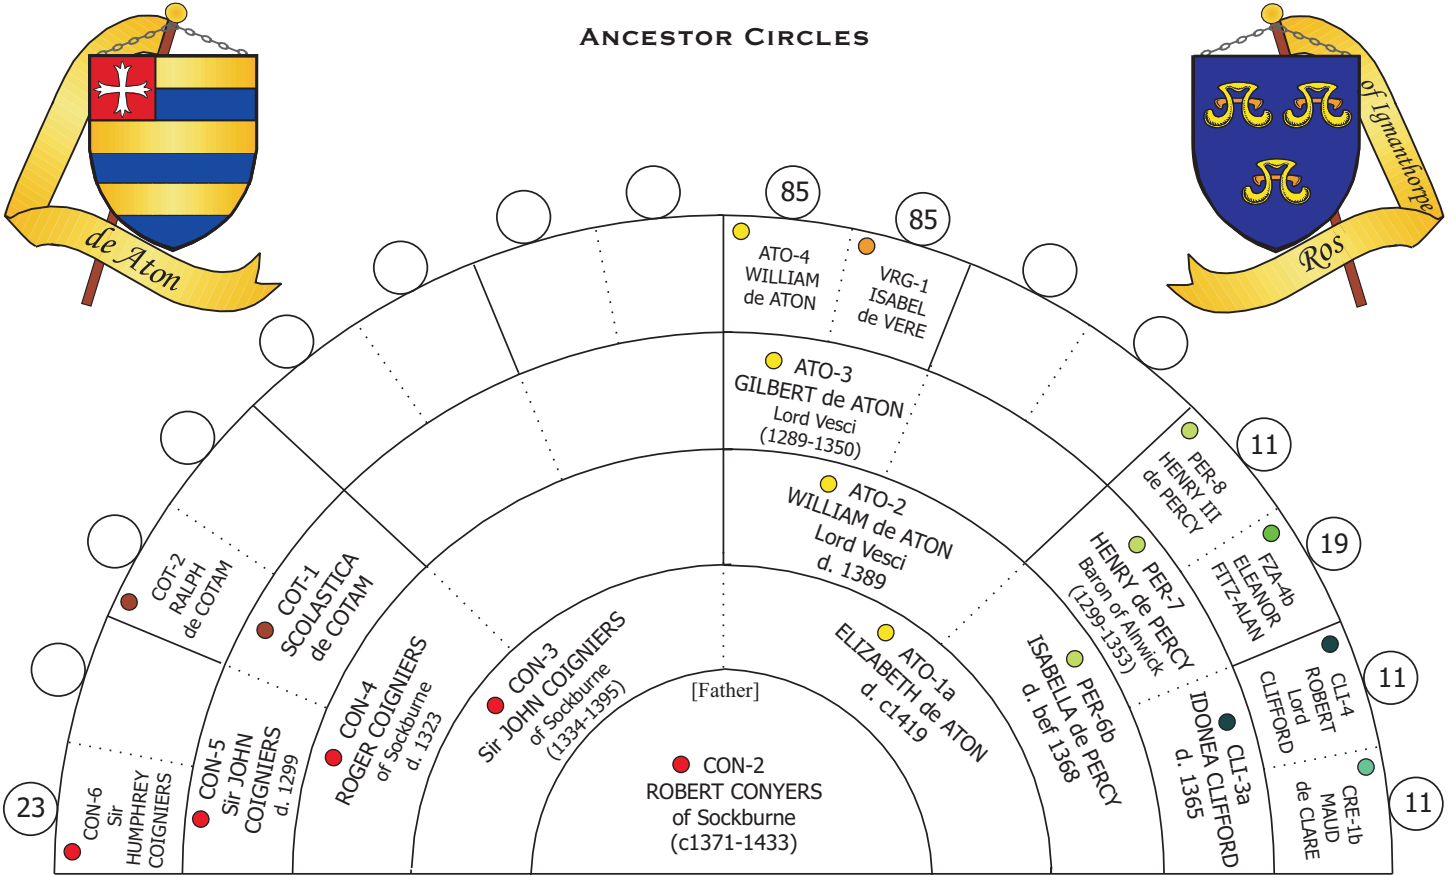 ANCESTOR CIRCLES
de Aton
of Igmanthorpe
Ros
85
85
11
19
11
11
23
ATO-4
WILLIAM
de ATON
VRG-1
ISABEL
de VERE
ATO-3
GILBERT de ATON
Lord Vesci
(1289-1350)
ATO-2
WILLIAM de ATON
Lord Vesci
d. 1389
PER-8
HENRY III
de PERCY
FZA-4b
ELEANOR
FITZ-ALAN
CLI-4
ROBERT
Lord
CLIFFORD
CRE-1b
MAUD
de CLARE
PER-7
HENRY de PERCY
Baron of Alnwick
(1299-1353)
CLI-3a
IDONEA CLIFFORD
d. 1365
PER-6b
ISABELLA de PERCY
d. bef 1368
ATO-1a
ELIZABETH de ATON
d. c1419
COT-2
RALPH
de COTAM
COT-1
SCOLASTICA
de COTAM
CON-6
Sir
HUMPHREY
COIGNIERS
CON-5
Sir JOHN
COIGNIERS
d. 1299
CON-4
ROGER COIGNIERS
of Sockburne
d. 1323
CON-3
Sir JOHN COIGNIERS
of Sockburne
(1334-1395)
[Father]
CON-2
ROBERT CONYERS
of Sockburne
(c1371-1433)